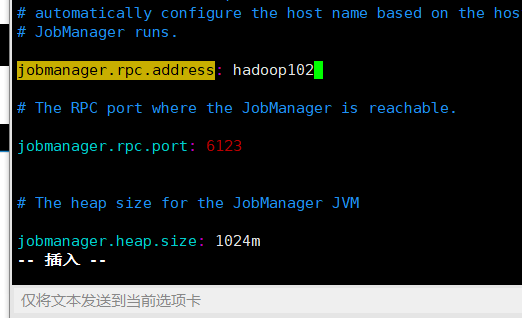 # automatically configure the host name based on the hos
# JobManager runs.
jobmanager.rpc.address: hadoop102
# The RPC port where the JobManager is reachable.
jobmanager.rpc.port: 6123
# The heap size for the JobManager JVM
jobmanager.heap.size: 1024m
-- 插入 --
仅将文本发送到当前选项卡